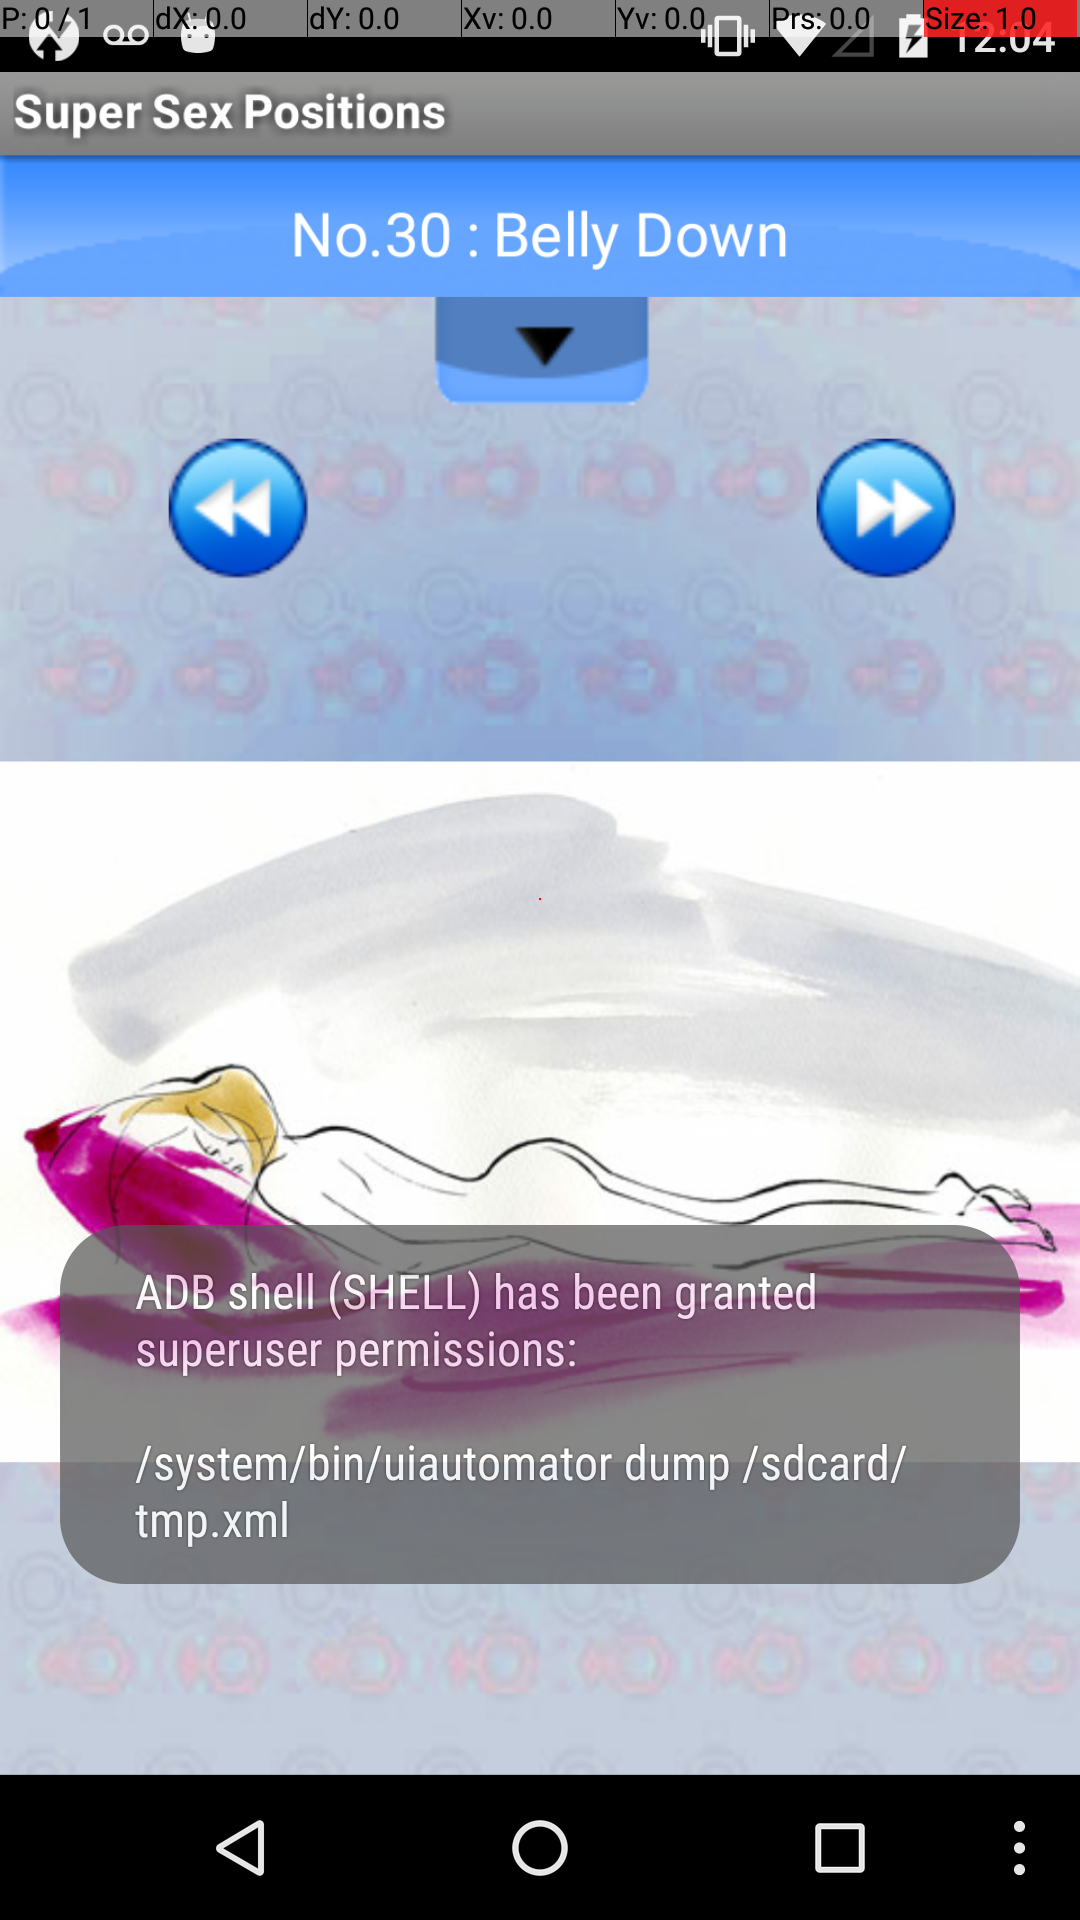 P: 0 / 1 dX: 0.0 dY: 0.0 Xv: 0.0 Yv: 0.0 Prs: 0.0 Size: 1.0
12:04
Super Sex Positions
No.30 : Belly Down
ADB shell (SHELL) has been granted
superuser permissions:
/system/bin/uiautomator dump /sdcard/
tmp.xml